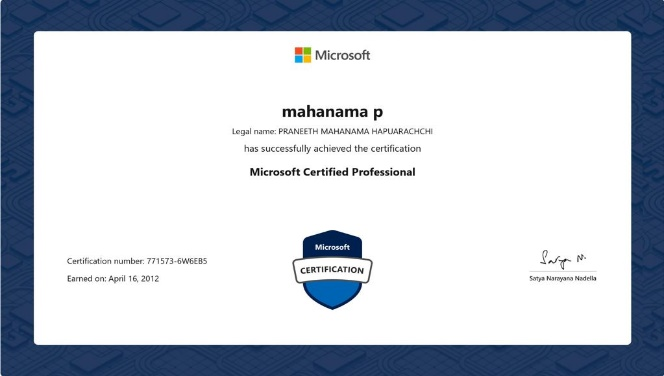 Microsoft
mahanama p
Legal name: PRANEETH MAHANAMA HAPUARACHCHI
has successfully achieved the certification
Microsoft Certified Professional
Microsoft
CERTIFICATION
Certification number: 771573-6W6EB5
Earned on: April 16, 2012
Satya N.
Satya Narayana Nadella